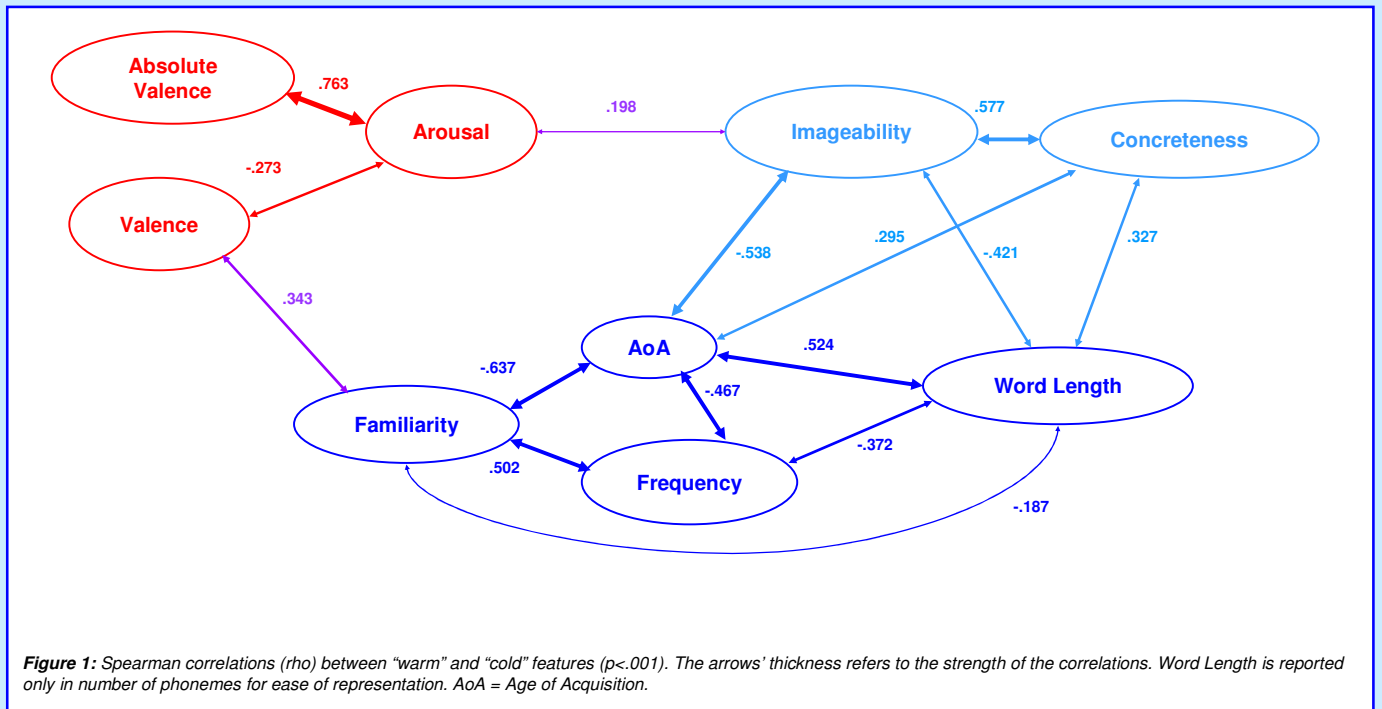 Absolute
Valence
.763
Arousal
.198
Imageability
.577
Concreteness
-.273
Valence
.343
-.538
.295
-.421
.327
AoA
.524
-.637
-.467
Word Length
Familiarity
-.372
.502
Frequency
-.187
Figure 1: Spearman correlations (rho) between “warm” and “cold” features (p<.001). The arrows’ thickness refers to the strength of the correlations. Word Length is reported
only in number of phonemes for ease of representation. AoA = Age of Acquisition.